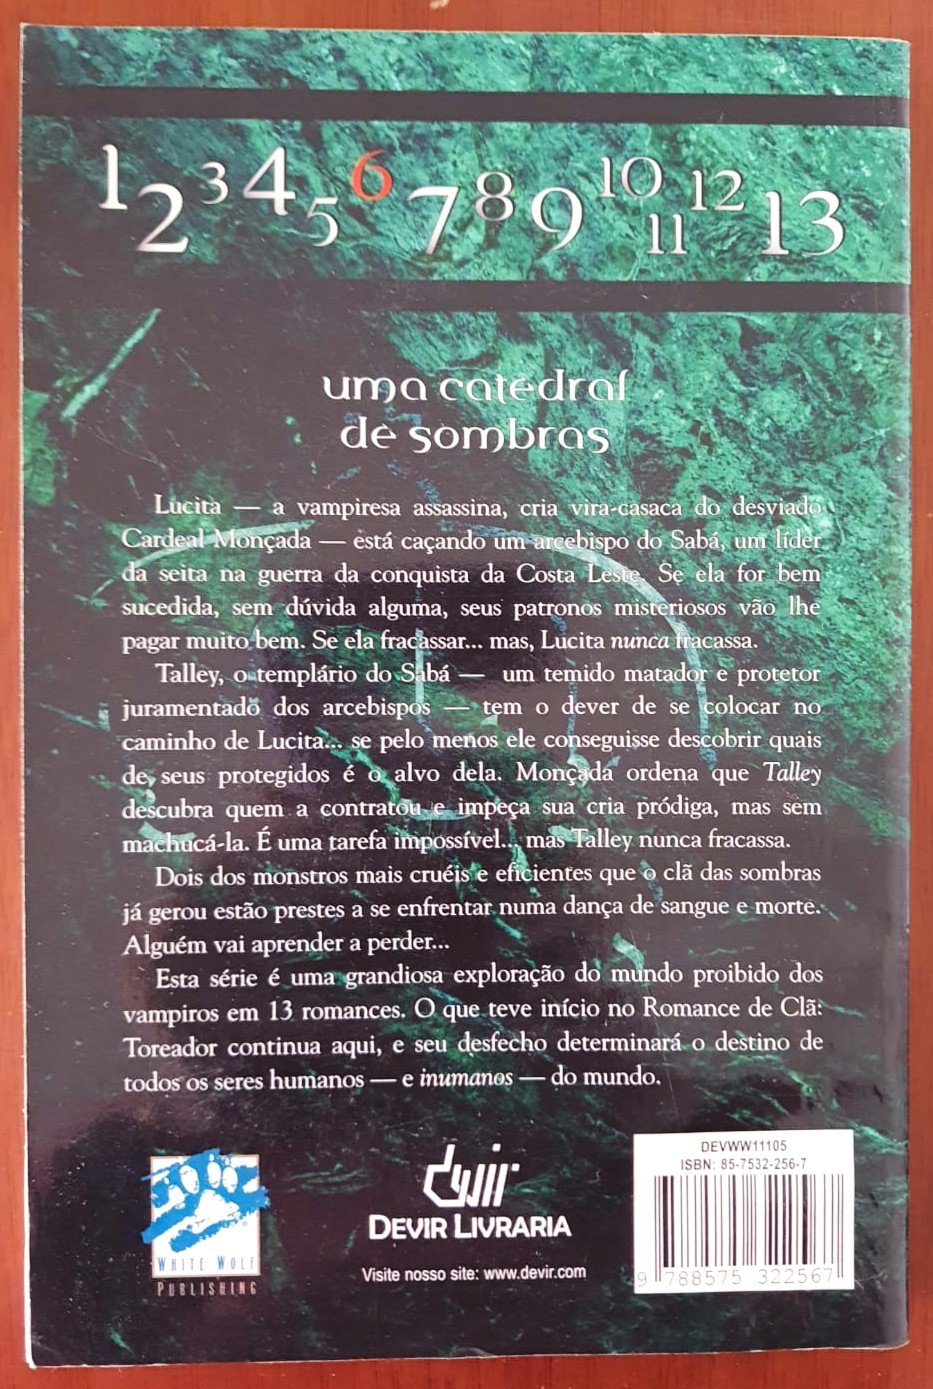 1 2 3 4 5 6 7 8 9 10 11 12 13
uma catedral
de sombras
Lucita — a vampiresa assassina, cria vira-casaca do desviado
Cardeal Monçada — está caçando um arcebispo do Sabá, um líder
da seita na guerra da conquista da Costa Leste. Se ela for bem
sucedida, sem dúvida alguma, seus patronos misteriosos vão lhe
pagar muito bem. Se ela fracassar... mas, Lucita nunca fracassa.
Talley, o templário do Sabá — um temido matador e protetor
juramentado dos arcebispos — tem o dever de se colocar no
caminho de Lucita... se pelo menos ele conseguisse descobrir quais
de seus protegidos é o alvo dela. Monçada ordena que Talley
descubra quem a contratou e impeça sua cria pródiga, mas sem
machucá-la. É uma tarefa impossível... mas Talley nunca fracassa.
Dois dos monstros mais cruéis e eficientes que o clã das sombras
já gerou estão prestes a se enfrentar numa dança de sangue e morte.
Alguém vai aprender a perder...
Esta série é uma grandiosa exploração do mundo proibido dos
vampiros em 13 romances. O que teve início no Romance de Clã:
Toreador continua aqui, e seu desfecho determinará o destino de
todos os seres humanos — e inumanos — do mundo.
WHITE WOLF
PUBLISHING
devir
DEVIR LIVRARIA
Visite nosso site: www.devir.com
DEVWW11105
ISBN: 85-7532-256-7
9 788575 322567